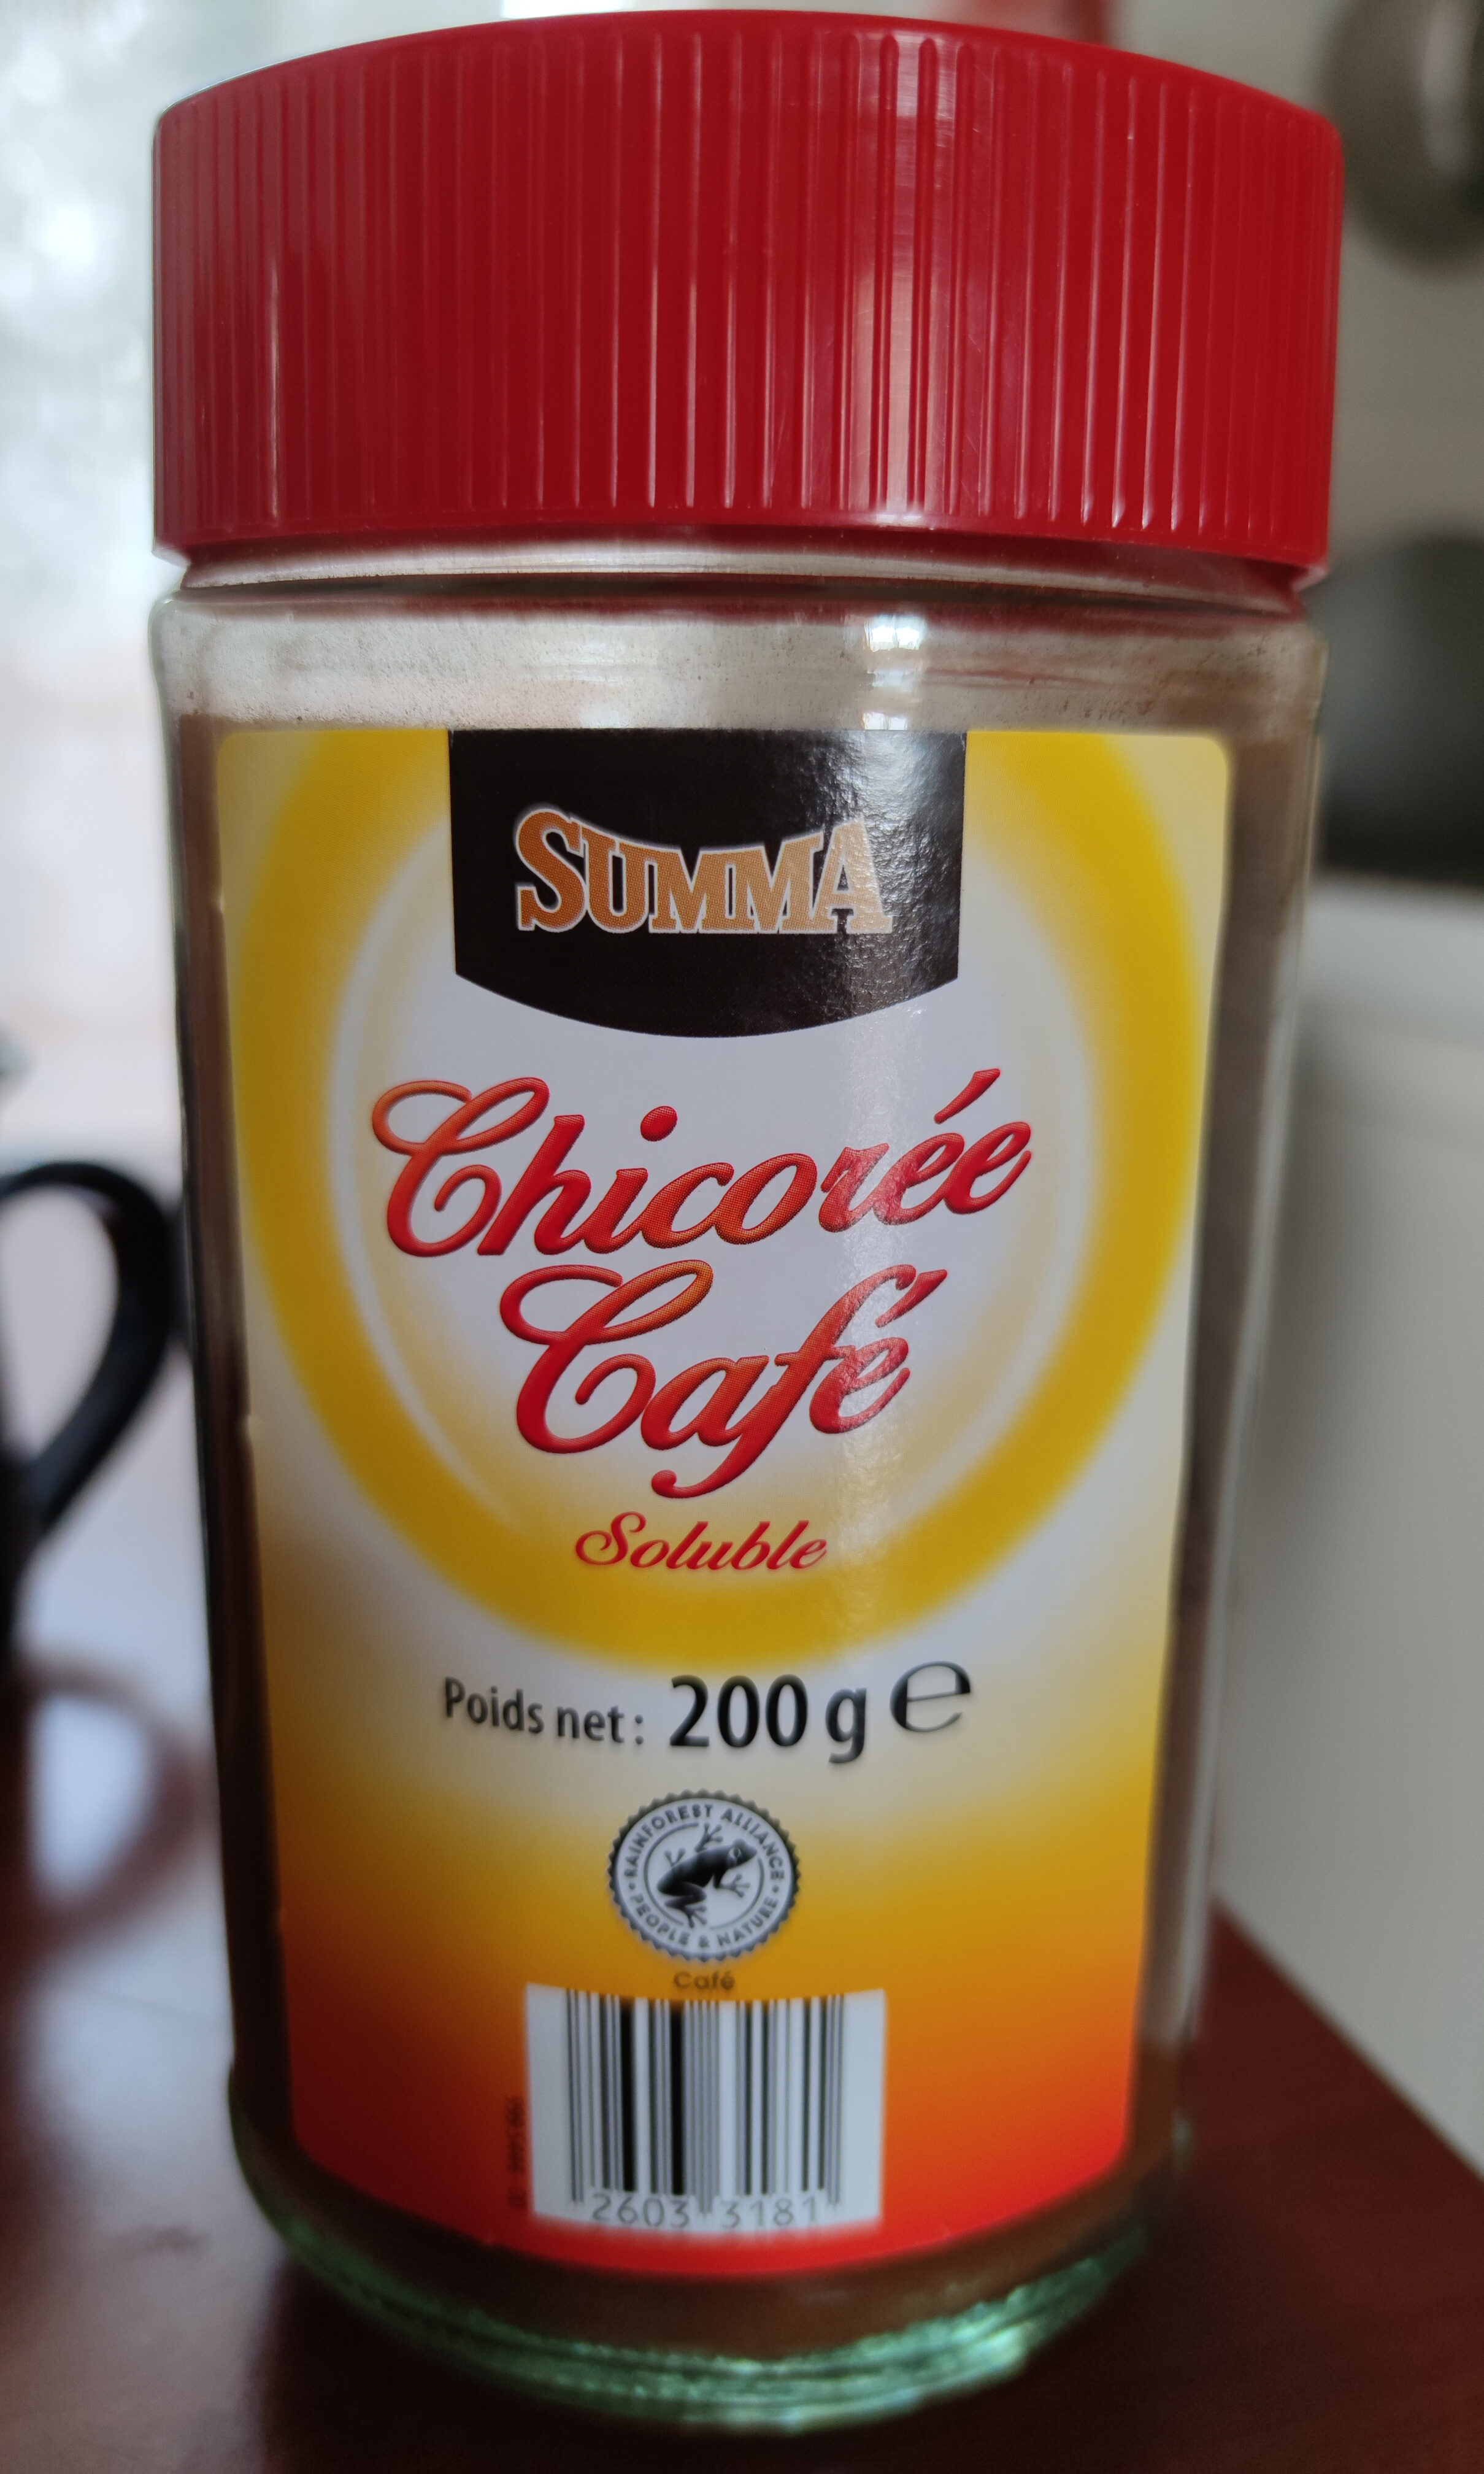 SUMMA
Chicorée
Café
Soluble
Poids net: 200 g ℮
RAINFOREST ALLIANCE
PEOPLE & NATURE
Café
2603 3181